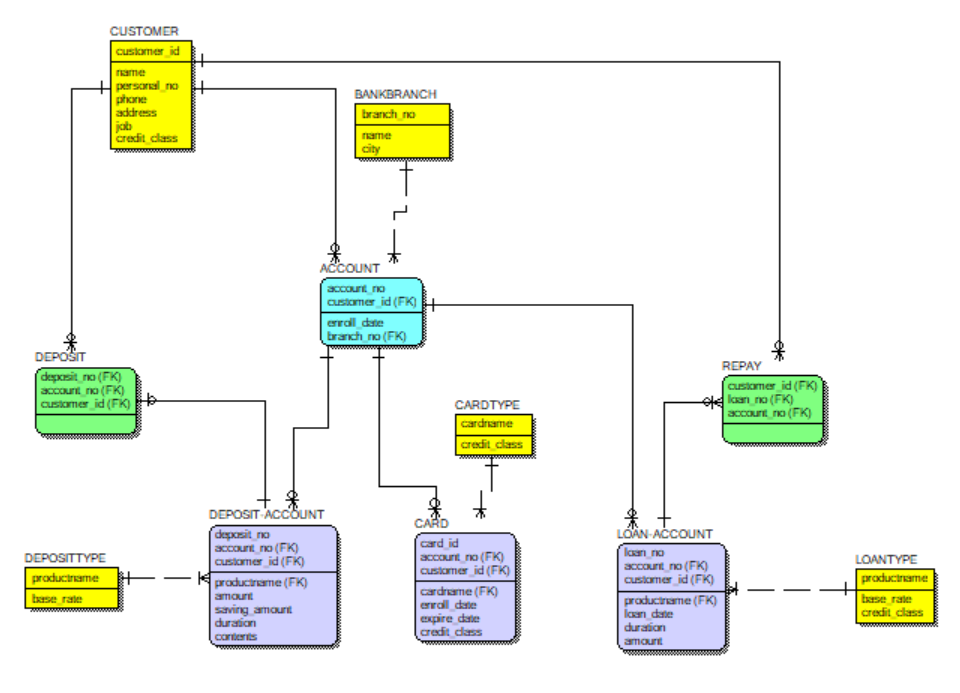 CUSTOMER
customer_id
name
personal_no
phone
address
job
credit_class
BANKBRANCH
branch_no
name
city
ACCOUNT
account_no
customer_id (FK)
enroll_date
branch_no (FK)
DEPOSIT
deposit_no (FK)
account_no (FK)
customer_id (FK)
REPAY
customer_id (FK)
loan_no (FK)
account_no (FK)
CARDTYPE
cardname
credit_class
DEPOSIT-ACCOUNT
deposit_no
account_no (FK)
customer_id (FK)
productname (FK)
amount
saving_amount
duration
contents
CARD
card_id
account_no (FK)
customer_id (FK)
cardname (FK)
enroll_date
expire_date
credit_class
LOAN-ACCOUNT
loan_no
account_no (FK)
customer_id (FK)
productname (FK)
loan_date
duration
amount
DEPOSITTYPE
productname
base_rate
LOANTYPE
productname
base_rate
credit_class